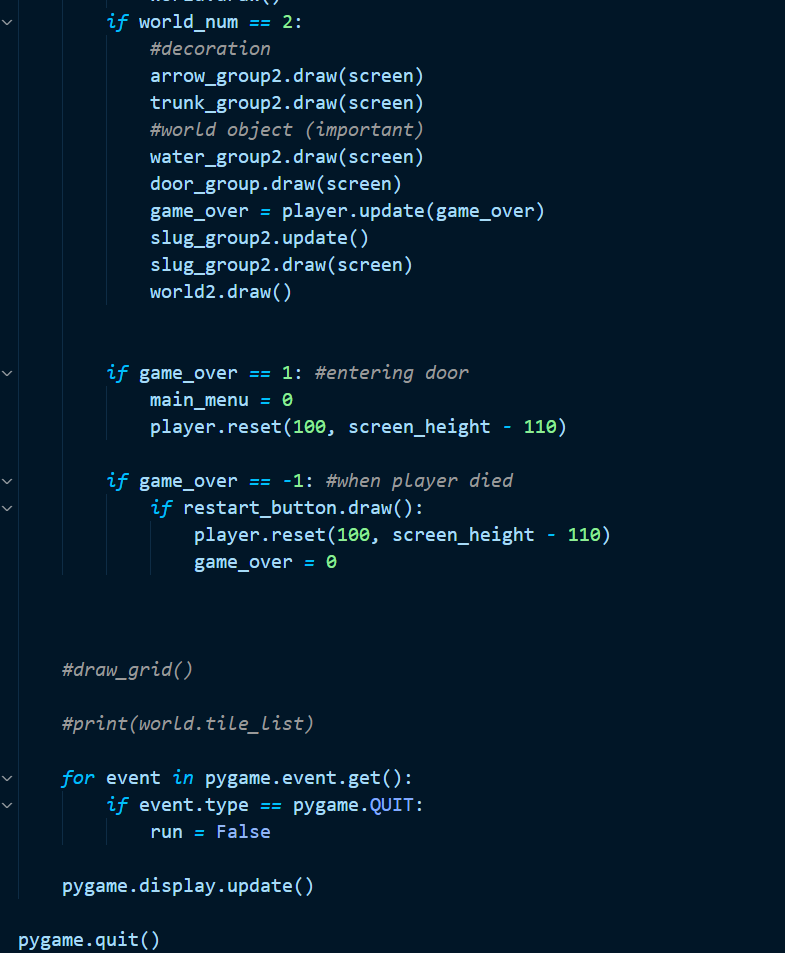 if world_num == 2:
#decoration
arrow_group2.draw(screen)
trunk_group2.draw(screen)
#world object (important)
water_group2.draw(screen)
door_group.draw(screen)
game_over = player.update(game_over)
slug_group2.update()
slug_group2.draw(screen)
world2.draw()
if game_over == 1: #entering door
main_menu = 0
player.reset(100, screen_height - 110)
if game_over == -1: #when player died
if restart_button.draw():
player.reset(100, screen_height - 110)
game_over = 0
#draw_grid()
#print(world.tile_list)
for event in pygame.event.get():
if event.type == pygame.QUIT:
run = False
pygame.display.update()
pygame.quit()